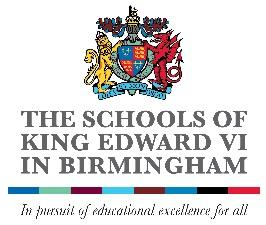 THE SCHOOLS OF
KING EDWARD VI
IN BIRMINGHAM
In pursuit of educational excellence for all